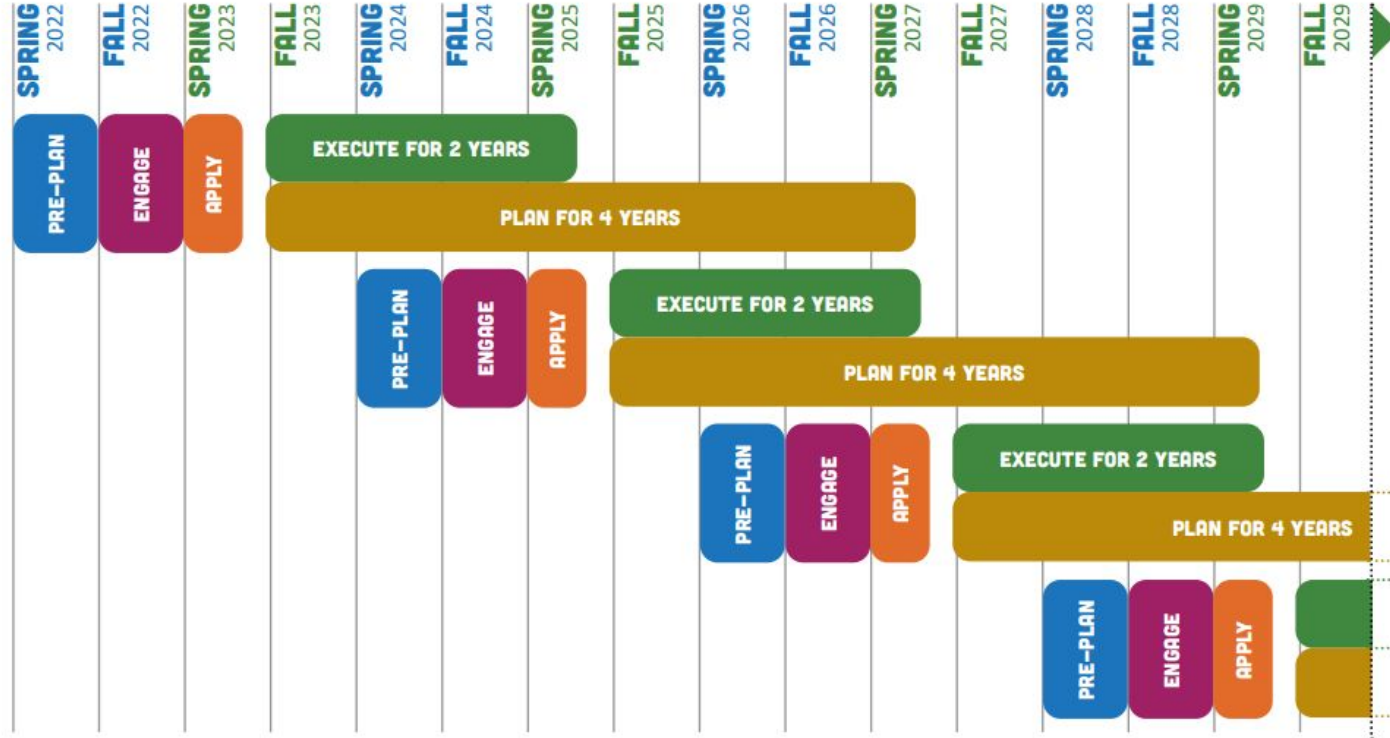 SPRING
2022
FALL
2022
SPRING
2023
FALL
2023
SPRING
2024
FALL
2024
SPRING
2025
FALL
2025
SPRING
2026
FALL
2026
SPRING
2027
FALL
2027
SPRING
2028
FALL
2028
SPRING
2029
FALL
2029
PRE-PLAN
ENGAGE
APPLY
EXECUTE FOR 2 YEARS
PLAN FOR 4 YEARS
PRE-PLAN
ENGAGE
APPLY
EXECUTE FOR 2 YEARS
PLAN FOR 4 YEARS
PRE-PLAN
ENGAGE
APPLY
EXECUTE FOR 2 YEARS
PLAN FOR 4 YEARS
PRE-PLAN
ENGAGE
APPLY